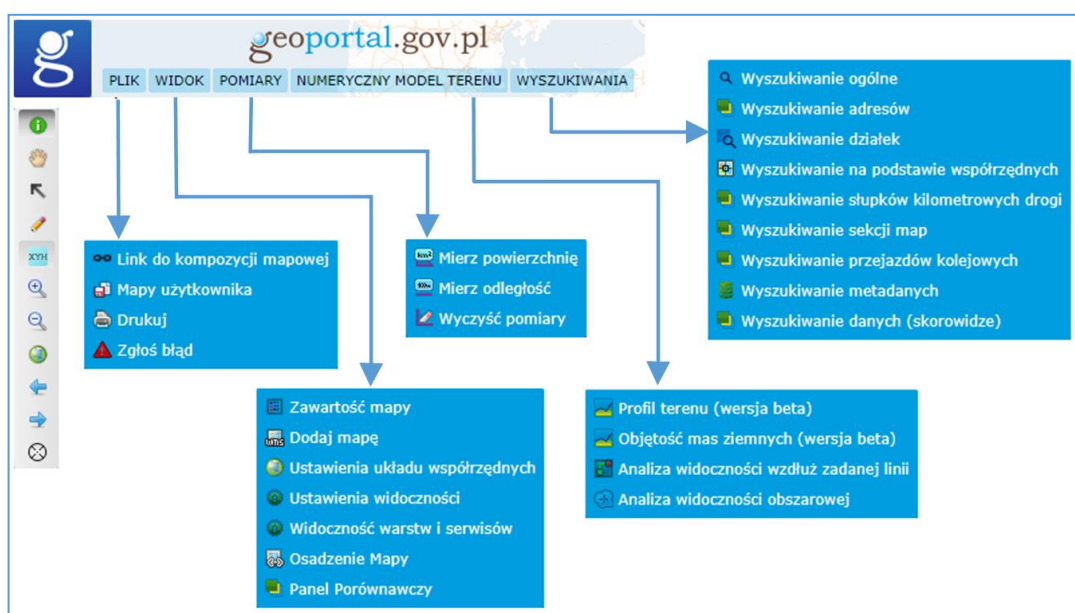 geoportal.gov.pl
PLIK WIDOK POMIARY NUMERYCZNY MODEL TERENU WYSZUKIWANIA
XYH
Link do kompozycji mapowej
Mapy użytkownika
Drukuj
Zgłoś błąd
Zawartość mapy
Dodaj mapę
Ustawienia układu współrzędnych
Ustawienia widoczności
Widoczność warstw i serwisów
Osadzenie Mapy
Panel Porównawczy
Mierz powierzchnię
Mierz odległość
Wyczyść pomiary
Profil terenu (wersja beta)
Objętość mas ziemnych (wersja beta)
Analiza widoczności wzdłuż zadanej linii
Analiza widoczności obszarowej
Wyszukiwanie ogólne
Wyszukiwanie adresów
Wyszukiwanie działek
Wyszukiwanie na podstawie współrzędnych
Wyszukiwanie słupków kilometrowych drogi
Wyszukiwanie sekcji map
Wyszukiwanie przejazdów kolejowych
Wyszukiwanie metadanych
Wyszukiwanie danych (skorowidze)